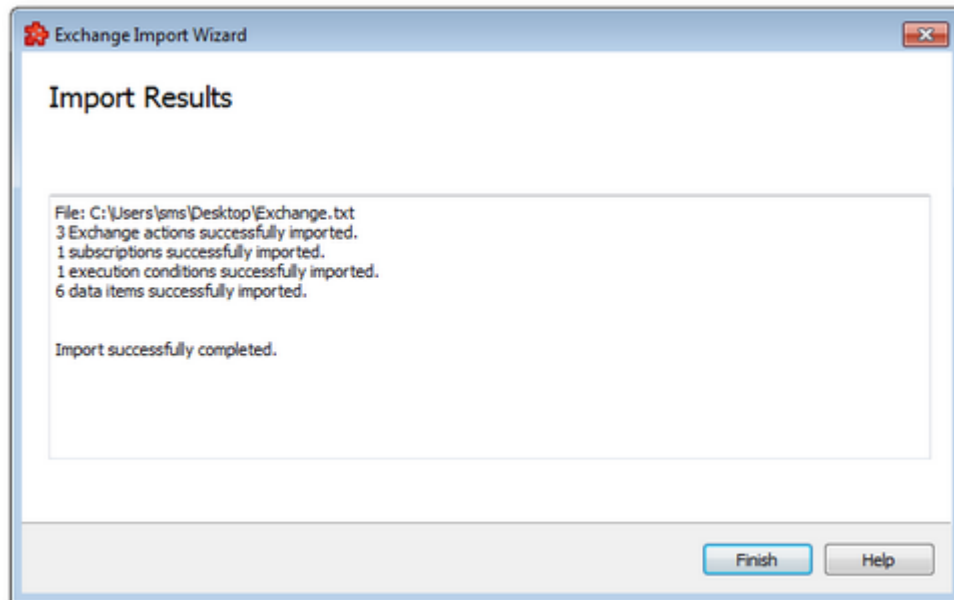 Exchange Import Wizard
Import Results
File: C:\Users\sms\Desktop\Exchange.txt
3 Exchange actions successfully imported.
1 subscriptions successfully imported.
1 execution conditions successfully imported.
6 data items successfully imported.
Import successfully completed.
Finish Help